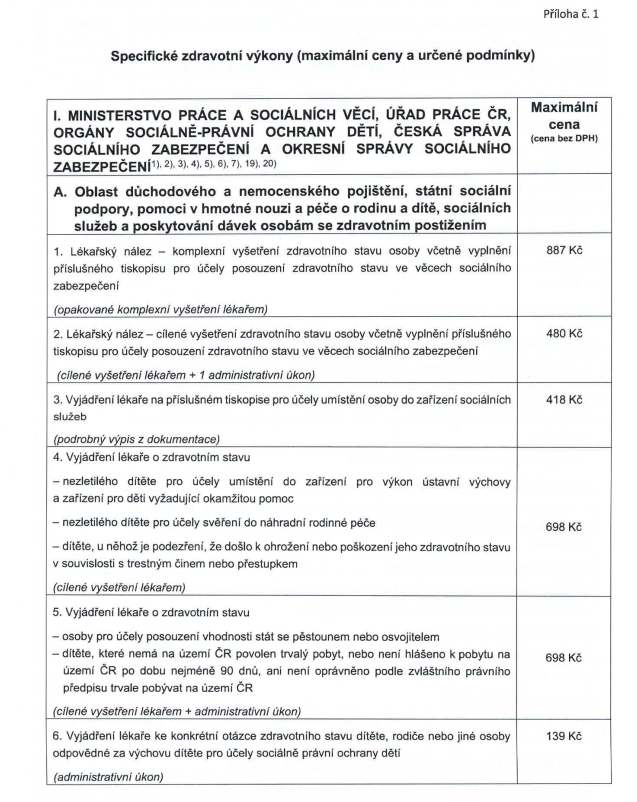 Příloha č. 1
Specifické zdravotní výkony (maximální ceny a určené podmínky)
I. MINISTERSTVO PRÁCE A SOCIÁLNÍCH VĚCÍ, ÚŘAD PRÁCE ČR,
ORGÁNY SOCIÁLNĚ-PRÁVNÍ OCHRANY DĚTÍ, ČESKÁ SPRÁVA
SOCIÁLNÍHO ZABEZPEČENÍ A OKRESNÍ SPRÁVY SOCIÁLNÍHO
ZABEZPEČENÍ1), 2), 3), 4), 5), 6), 7), 19), 20)
Maximální
cena
(cena bez DPH)
A. Oblast důchodového a nemocenského pojištění, státní sociální
podpory, pomoci v hmotné nouzi a péče o rodinu a dítě, sociálních
služeb a poskytování dávek osobám se zdravotním postižením
1. Lékařský nález – komplexní vyšetření zdravotního stavu osoby včetně vyplnění
příslušného tiskopisu pro účely posouzení zdravotního stavu ve věcech sociálního
zabezpečení
(opakované komplexní vyšetření lékařem)
887 Kč
2. Lékařský nález – cílené vyšetření zdravotního stavu osoby včetně vyplnění příslušného
tiskopisu pro účely posouzení zdravotního stavu ve věcech sociálního zabezpečení
(cílené vyšetření lékařem + 1 administrativní úkon)
480 Kč
3. Vyjádření lékaře na příslušném tiskopise pro účely umístění osoby do zařízení sociálních
služeb
(podrobný výpis z dokumentace)
418 Kč
4. Vyjádření lékaře o zdravotním stavu
– nezletilého dítěte pro účely umístění do zařízení pro výkon ústavní výchovy
a zařízení pro děti vyžadující okamžitou pomoc
– nezletilého dítěte pro účely svěření do náhradní rodinné péče
– dítěte, u něhož je podezření, že došlo k ohrožení nebo poškození jeho zdravotního stavu
v souvislosti s trestným činem nebo přestupkem
(cílené vyšetření lékařem)
698 Kč
5. Vyjádření lékaře o zdravotním stavu
– osoby pro účely posouzení vhodnosti stát se pěstounem nebo osvojitelem
– dítěte, které nemá na území ČR povolen trvalý pobyt, nebo není hlášeno k pobytu na
území ČR po dobu nejméně 90 dnů, ani není oprávněno podle zvláštního právního
předpisu trvale pobývat na území ČR
(cílené vyšetření lékařem + administrativní úkon)
698 Kč
6. Vyjádření lékaře ke konkrétní otázce zdravotního stavu dítěte, rodiče nebo jiné osoby
odpovědné za výchovu dítěte pro účely sociálně právní ochrany dětí
(administrativní úkon)
139 Kč